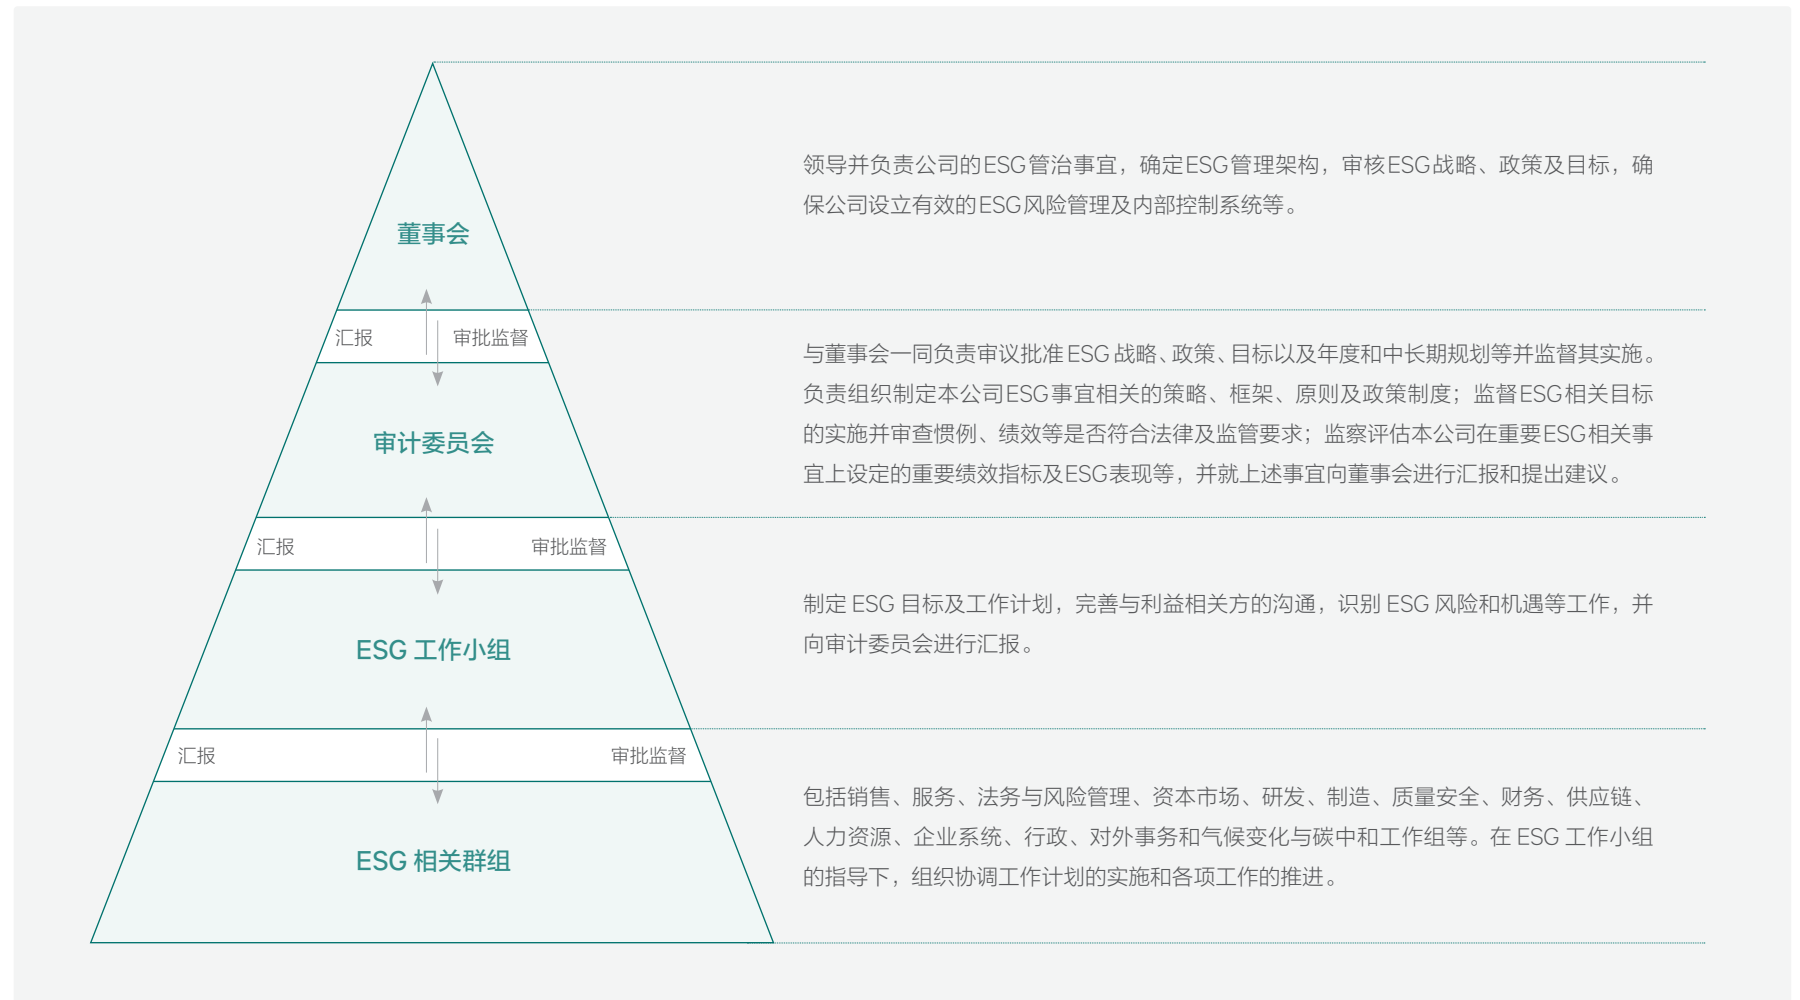 董事会
领导并负责公司的ESG管治事宜，确定ESG管理架构，审核ESG战略、政策及目标，确
保公司设立有效的ESG风险管理及内部控制系统等。
汇报
审批监督
审计委员会
与董事会一同负责审议批准 ESG 战略、政策、目标以及年度和中长期规划等并监督其实施。
负责组织制定本公司ESG事宜相关的策略、框架、原则及政策制度；监督ESG相关目标
的实施并审查惯例、绩效等是否符合法律及监管要求；监察评估本公司在重要ESG相关事
宜上设定的重要绩效指标及ESG表现等，并就上述事宜向董事会进行汇报和提出建议。
汇报
审批监督
ESG 工作小组
制定 ESG 目标及工作计划，完善与利益相关方的沟通，识别 ESG 风险和机遇等工作，并
向审计委员会进行汇报。
汇报
审批监督
ESG 相关群组
包括销售、服务、法务与风险管理、资本市场、研发、制造、质量安全、财务、供应链、
人力资源、企业系统、行政、对外事务和气候变化与碳中和工作组等。在 ESG 工作小组
的指导下，组织协调工作计划的实施和各项工作的推进。